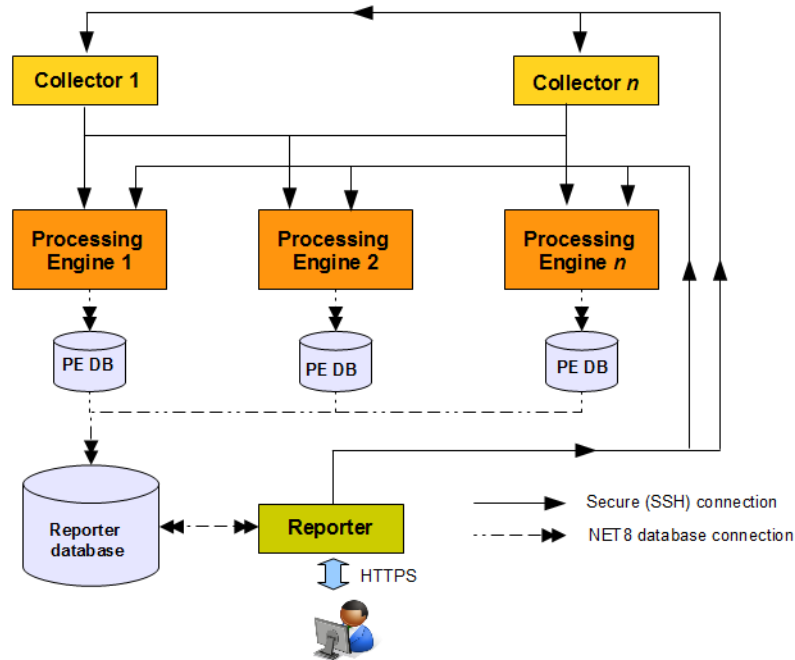 Collector 1
Collector n
Processing
Engine 1
Processing
Engine 2
Processing
Engine n
PE DB
PE DB
PE DB
Reporter
database
Reporter
Secure (SSH) connection
NET8 database connection
HTTPS